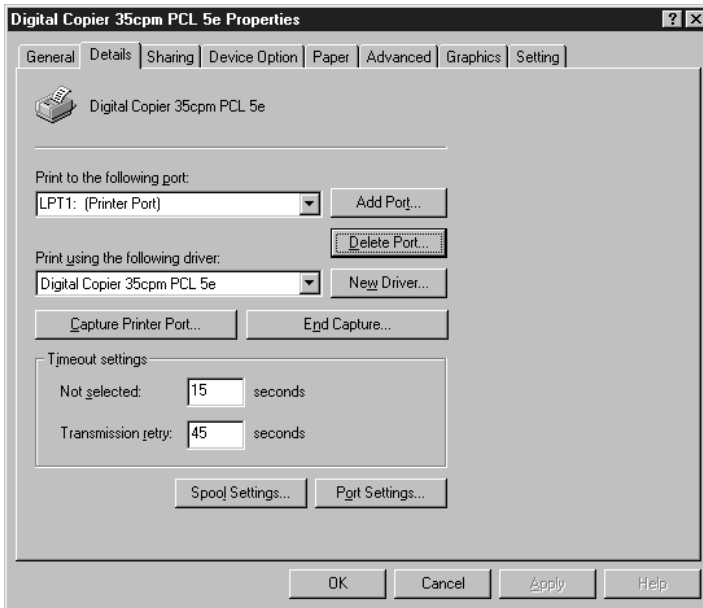 Digital Copier 35cpm PCL 5e Properties
General Details Sharing Device Option Paper Advanced Graphics Setting
Digital Copier 35cpm PCL 5e
Print to the following port:
LPT1: (Printer Port) Add Port...
Delete Port...
Print using the following driver:
Digital Copier 35cpm PCL 5e New Driver...
Capture Printer Port... End Capture...
Timeout settings
Not selected: 15 seconds
Transmission retry: 45 seconds
Spool Settings... Port Settings...
OK Cancel Apply Help